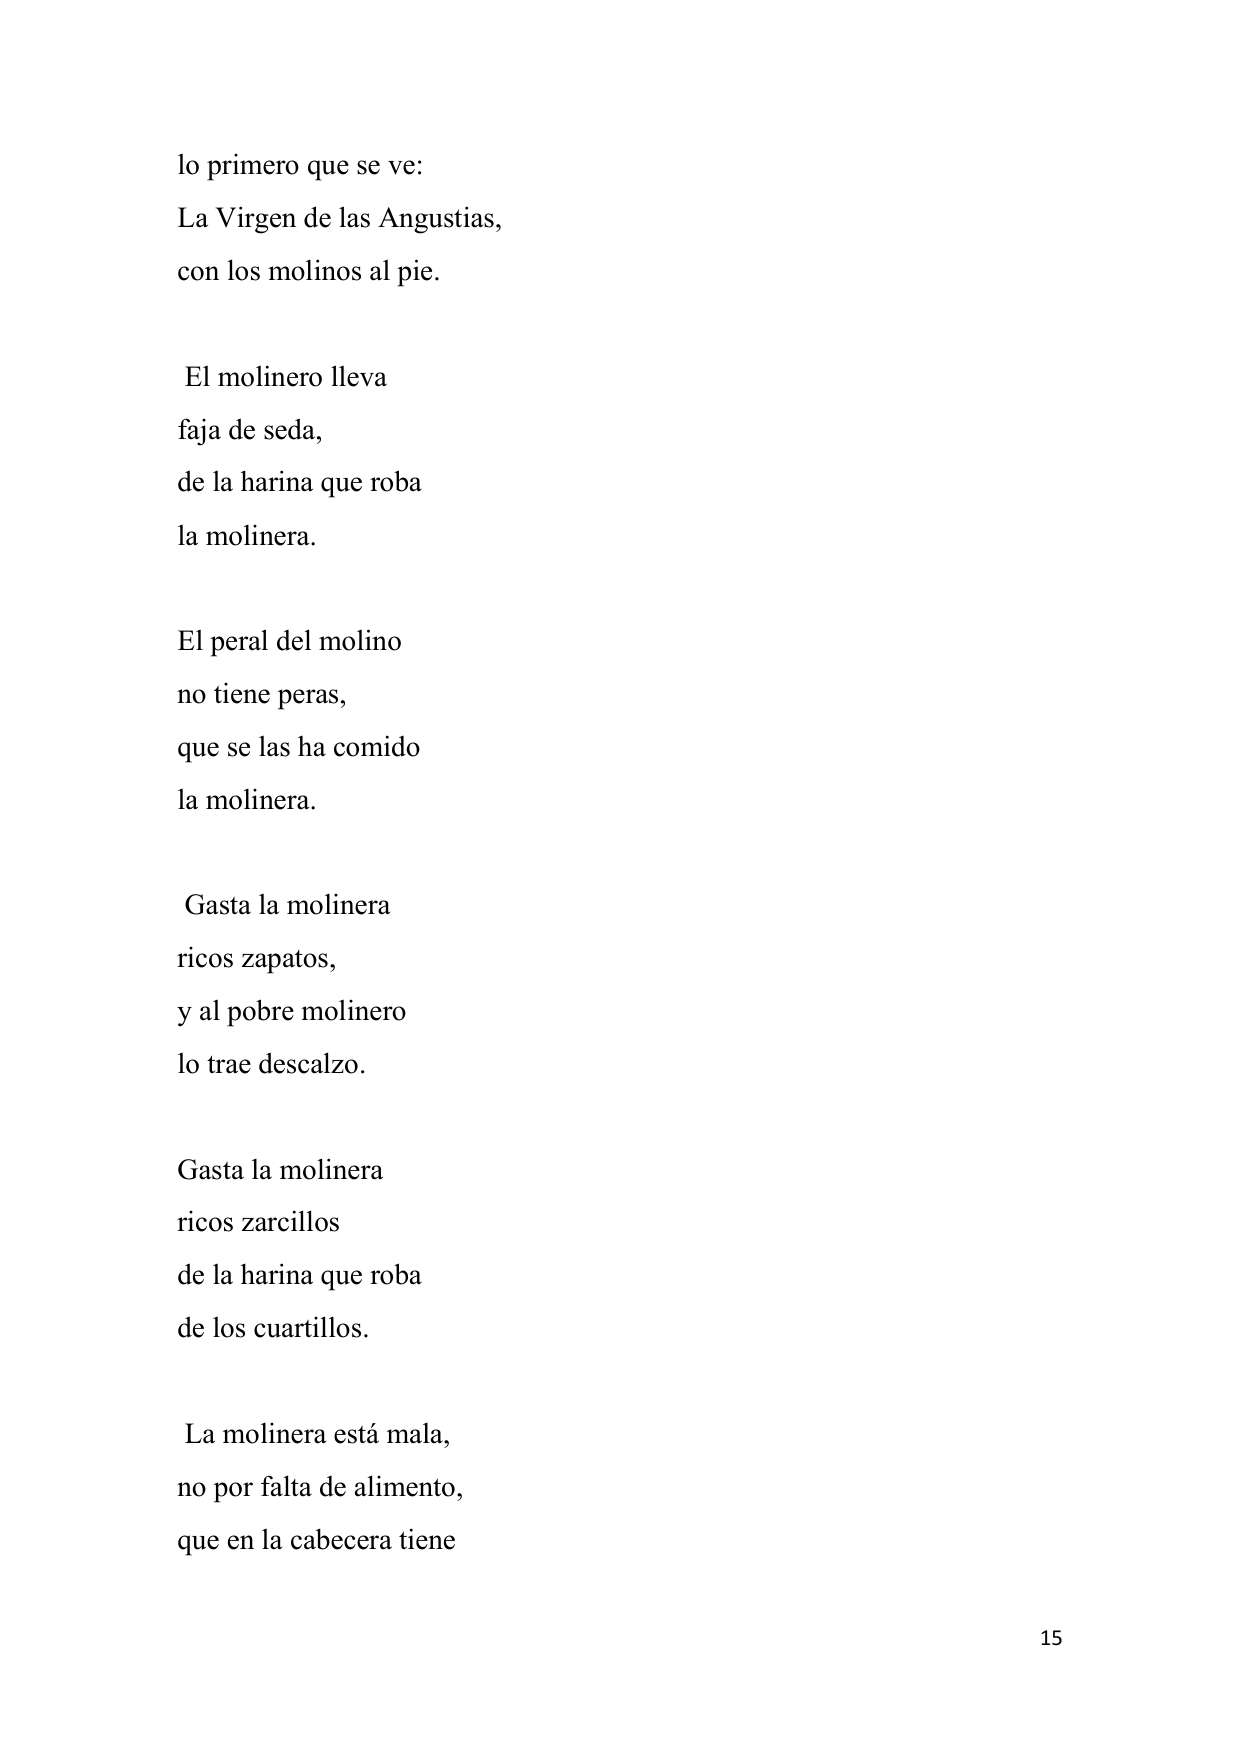 lo primero que se ve:
La Virgen de las Angustias,
con los molinos al pie.
El molinero lleva
faja de seda,
de la harina que roba
la molinera.
El peral del molino
no tiene peras,
que se las ha comido
la molinera.
Gasta la molinera
ricos zapatos,
y al pobre molinero
lo trae descalzo.
Gasta la molinera
ricos zarcillos
de la harina que roba
de los cuartillos.
La molinera está mala,
no por falta de alimento,
que en la cabecera tiene
15